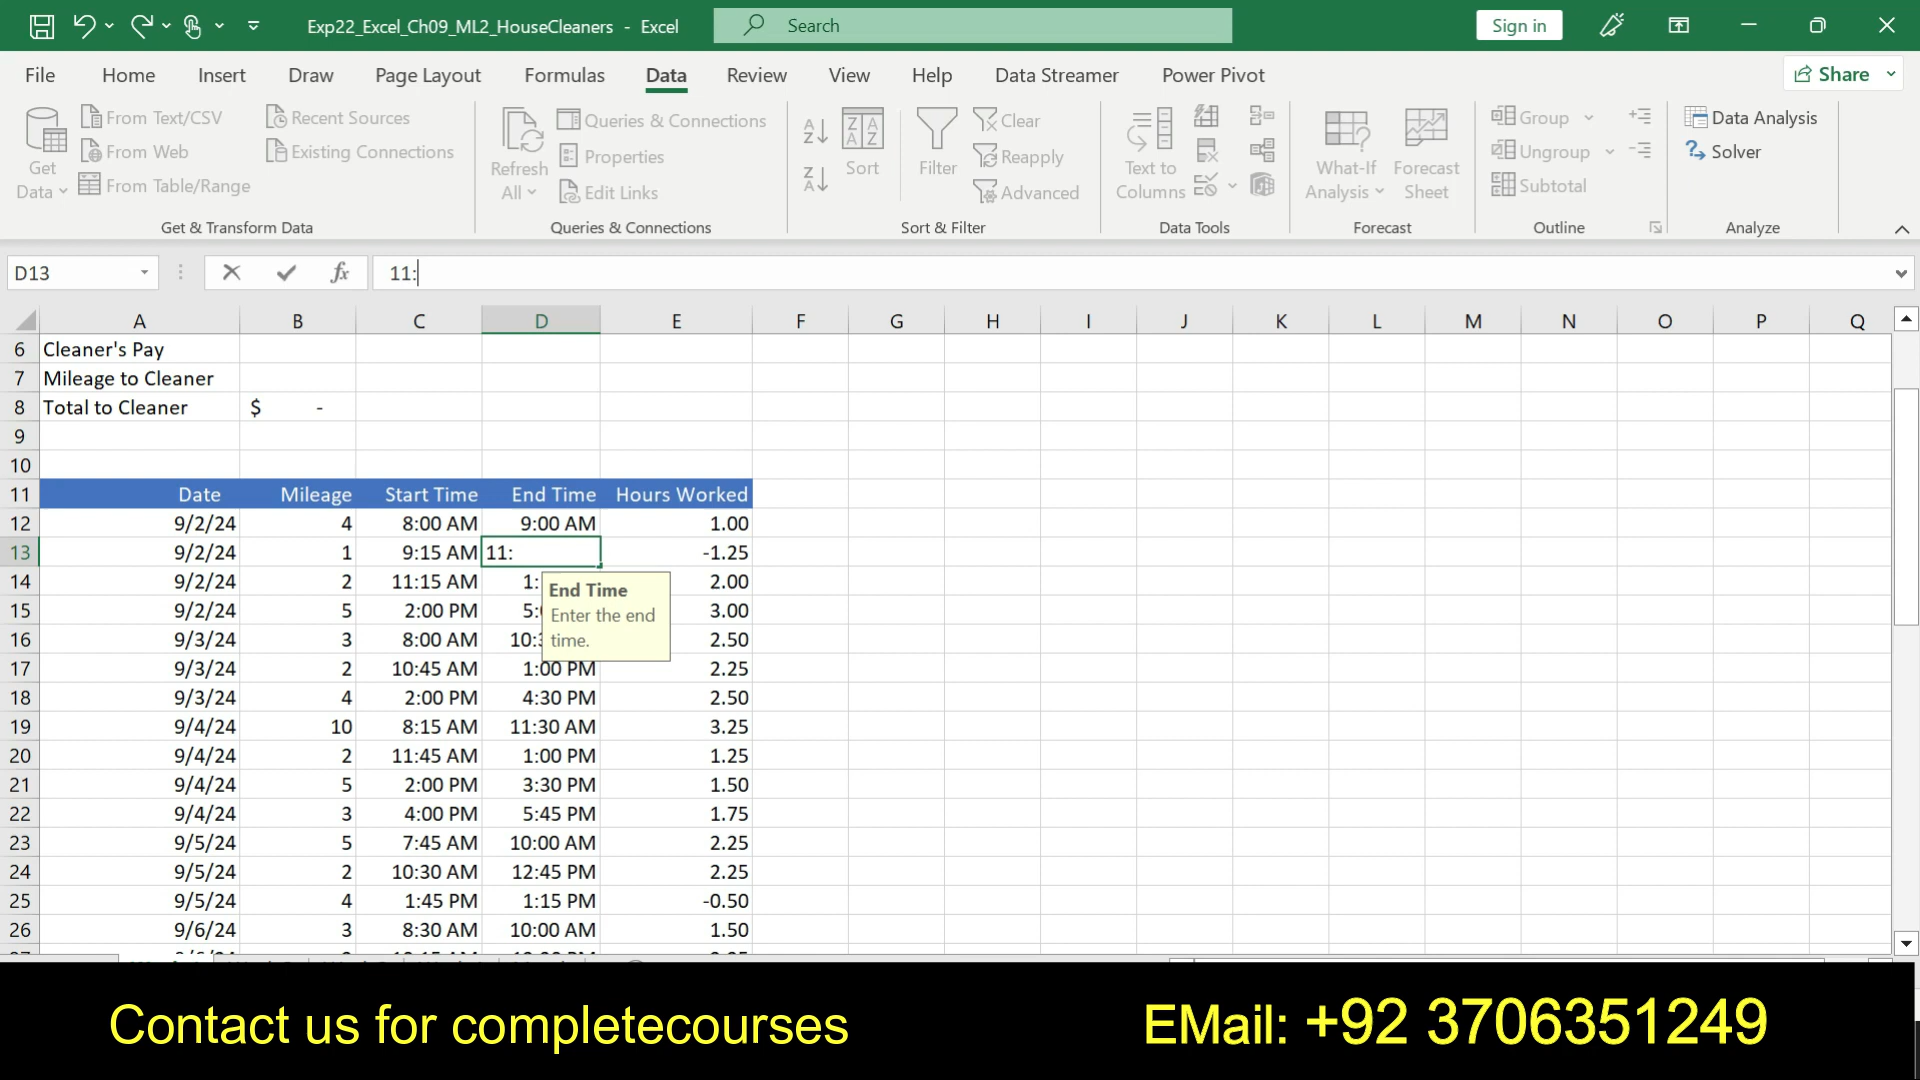 Exp22_Excel_Ch09_ML2_HouseCleaners - Excel
Search
Sign in
File Home Insert Draw Page Layout Formulas Data Review View Help Data Streamer Power Pivot
Share
Get Data
From Text/CSV
From Web
From Table/Range
Recent Sources
Existing Connections
Get & Transform Data
Refresh All
Queries & Connections
Properties
Edit Links
Queries & Connections
Sort
Filter
Clear
Reapply
Advanced
Sort & Filter
Text to Columns
Data Tools
What-If Analysis
Forecast Sheet
Forecast
Group
Ungroup
Subtotal
Outline
Data Analysis
Solver
Analyze
D13 fx 11:
A B C D E F G H I J K L M N O P Q
6 Cleaner's Pay
7 Mileage to Cleaner
8 Total to Cleaner $ -
9
10
11 Date Mileage Start Time End Time Hours Worked
12 9/2/24 4 8:00 AM 9:00 AM 1.00
13 9/2/24 1 9:15 AM 11: -1.25
14 9/2/24 2 11:15 AM 1: 2.00
15 9/2/24 5 2:00 PM 5: 3.00
16 9/3/24 3 8:00 AM 10: 2.50
17 9/3/24 2 10:45 AM 1:00 PM 2.25
18 9/3/24 4 2:00 PM 4:30 PM 2.50
19 9/4/24 10 8:15 AM 11:30 AM 3.25
20 9/4/24 2 11:45 AM 1:00 PM 1.25
21 9/4/24 5 2:00 PM 3:30 PM 1.50
22 9/4/24 3 4:00 PM 5:45 PM 1.75
23 9/5/24 5 7:45 AM 10:00 AM 2.25
24 9/5/24 2 10:30 AM 12:45 PM 2.25
25 9/5/24 4 1:45 PM 1:15 PM -0.50
26 9/6/24 3 8:30 AM 10:00 AM 1.50
End Time
Enter the end
time.
Contact us for completecourses
EMail: +92 3706351249